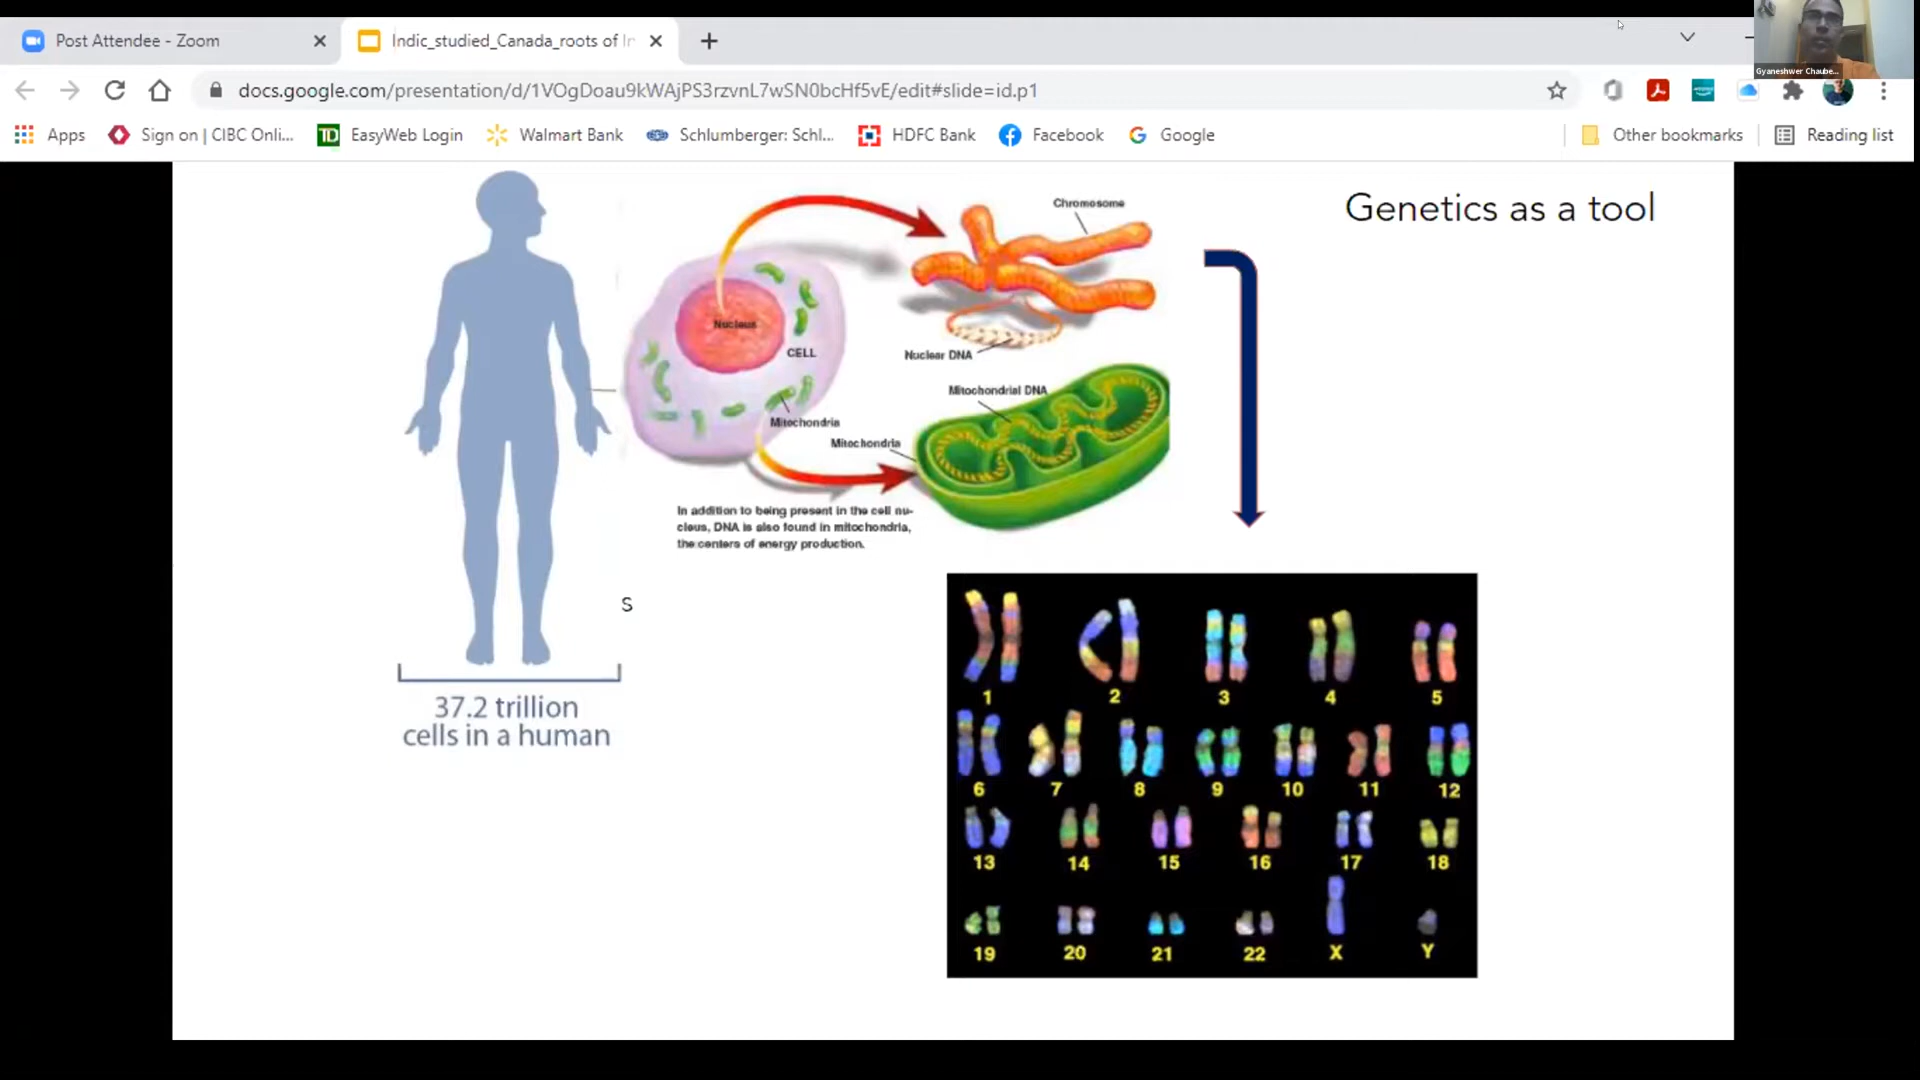 Post Attendee - Zoom
Indic_studied_Canada_roots of In
Gyaneshwer Chaube...
docs.google.com/presentation/d/1VOgDoau9kWAjPS3rzvnL7wSN0bcHf5vE/edit#slide=id.p1
Apps
Sign on | CIBC Onli...
TD
EasyWeb Login
Walmart Bank
Schlumberger: Schl...
HDFC Bank
Facebook
Google
Other bookmarks
Reading list
Genetics as a tool
Chromosome
Nucleus
CELL
Nuclear DNA
Mitochondrial DNA
Mitochondria
Mitochondria
In addition to being present in the cell nu-
cleus, DNA is also found in mitochondria,
the centers of energy production.
s
37.2 trillion
cells in a human
1 2 3 4 5
6 7 8 9 10 11 12
13 14 15 16 17 18
19 20 21 22 X Y